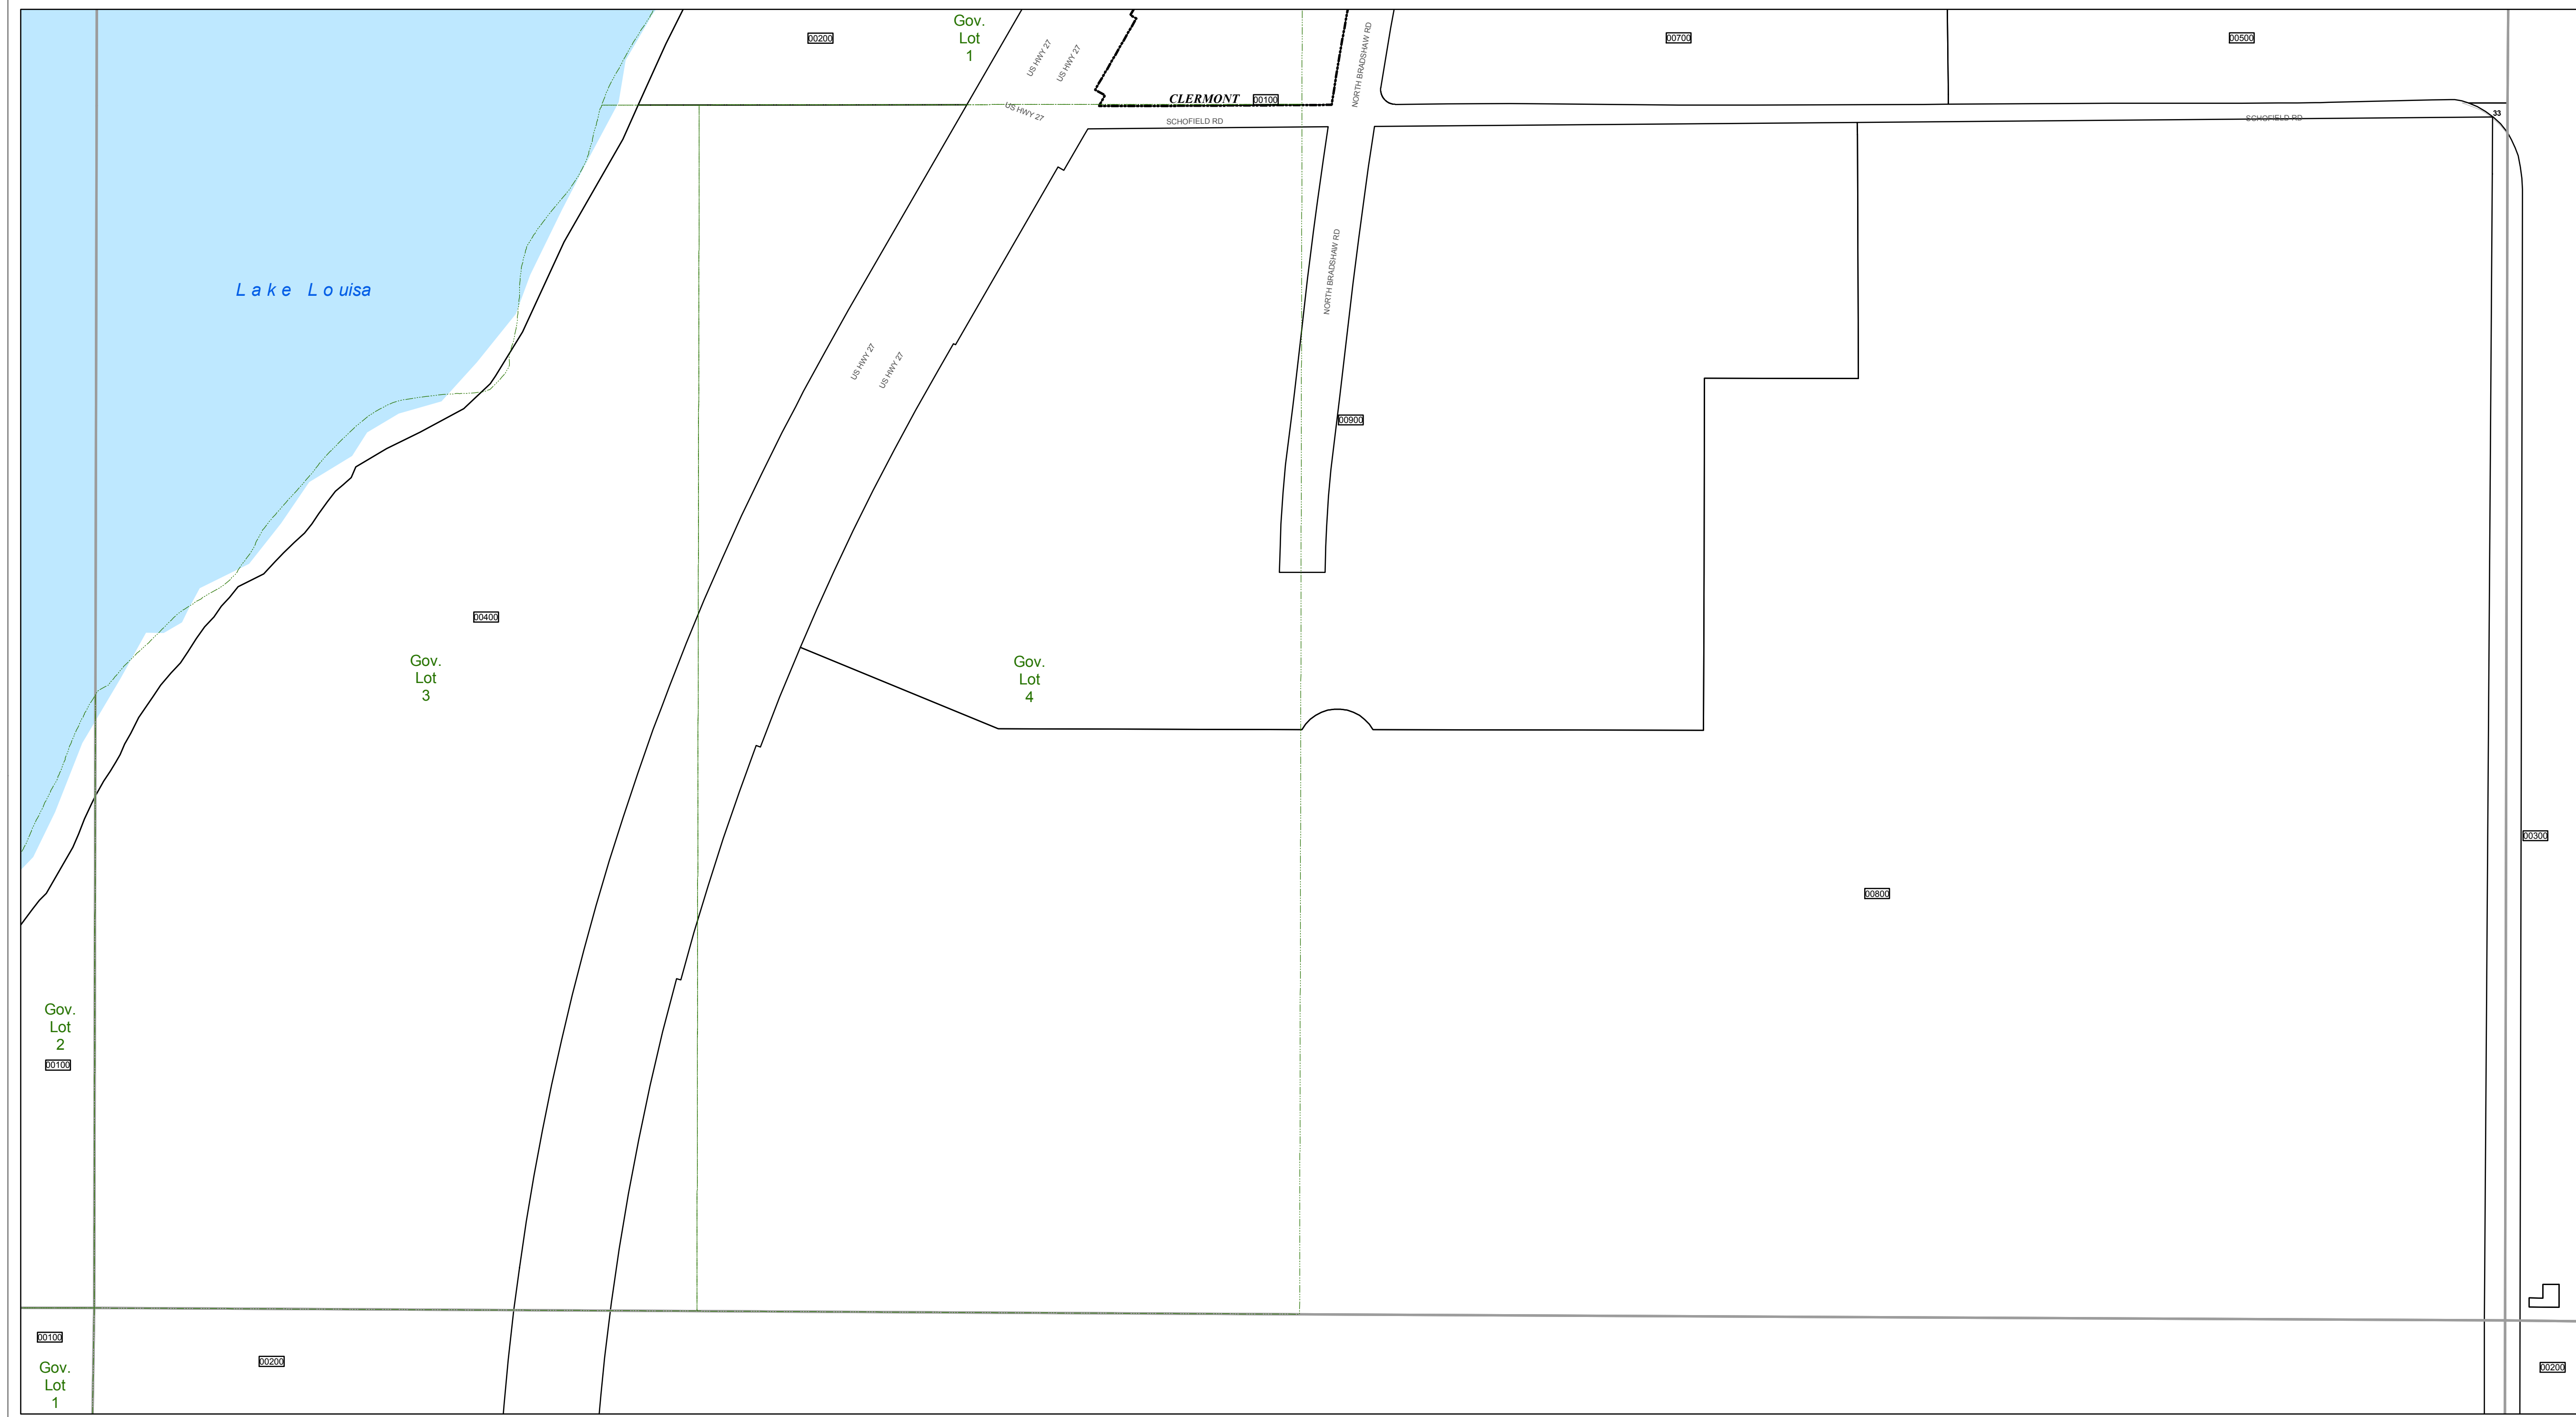 Gov.
Lot
1
00200
US HWY 27
US HWY 27
NORTH BRADSHAW RD
00700
00500
CLERMONT
00100
US HWY 27
SCHOFIELD RD
SCHOFIELD RD
33
Lake Louisa
NORTH BRADSHAW RD
US HWY 27
US HWY 27
00900
00400
Gov.
Lot
3
Gov.
Lot
4
00300
00800
Gov.
Lot
2
00100
00100
00200
Gov.
Lot
1
00200